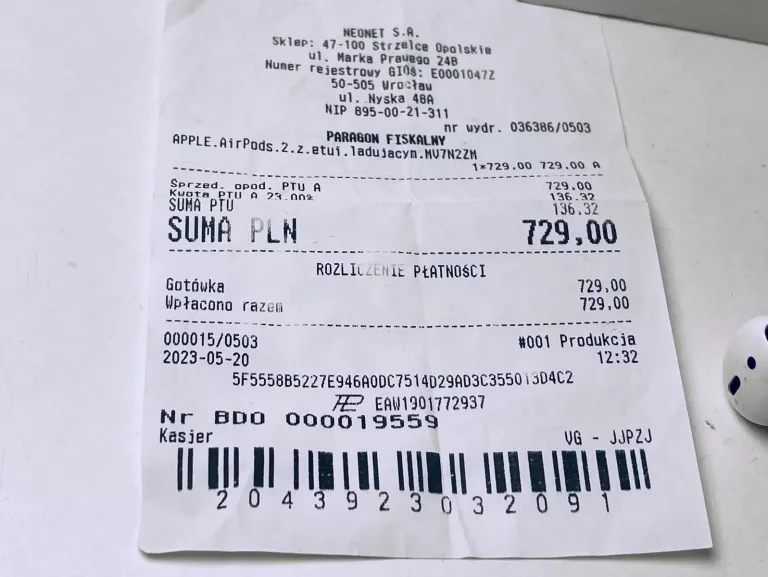 NEONET S.A.
Sklep: 47-100 Strzelce Opolskie
ul. Marka Prawego 24B
Numer rejestrowy GIOŚ: E0001047Z
50-505 Wrocław
ul. Nyska 48A
NIP 895-00-21-311
nr wydr. 036386/0503
PARAGON FISKALNY
APPLE.AirPods.2.z.etui.ladujacym.MV7N2ZM
1*729.00 729.00 A
Sprzed. opod. PTU A 729.00
Kwota PTU A 23.00% 136.32
SUMA PTU 136.32
SUMA PLN 729,00
ROZLICZENIE PŁATNOŚCI
Gotówka 729,00
Wpłacono razem 729,00
000015/0503 #001 Produkcja
2023-05-20 12:32
5F5558B5227E946A0DC7514D29AD3C355013D4C2
EAW1901772937
Nr BDO 000019559
Kasjer VG - JJPZJ
2043923032091